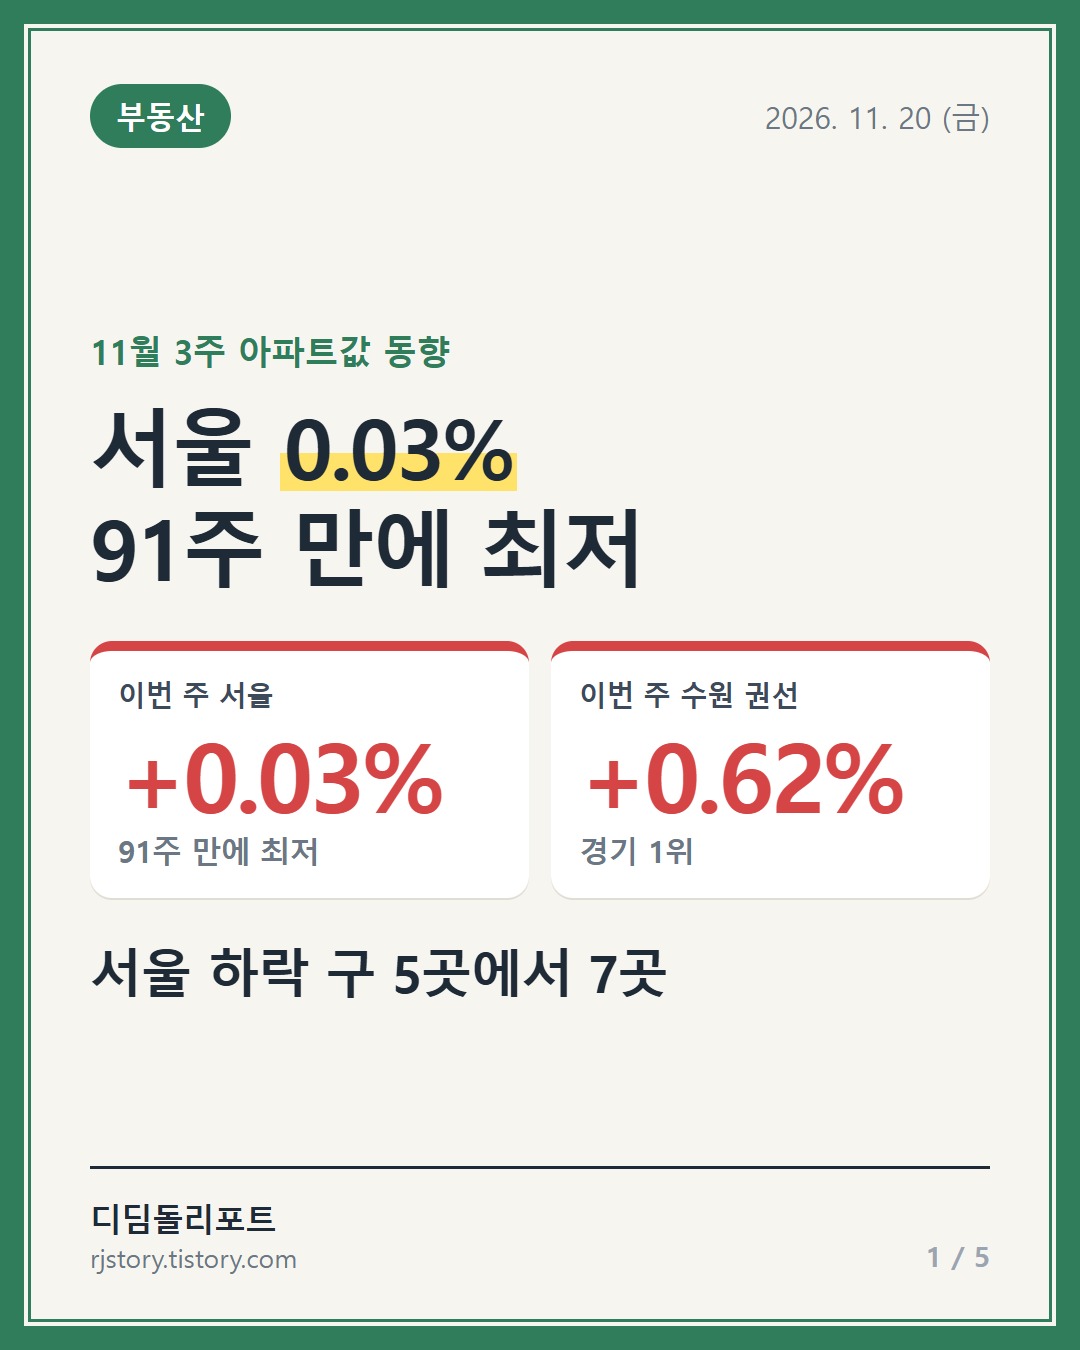 부동산
2026. 11. 20 (금)
11월 3주 아파트값 동향
서울 0.03%
91주 만에 최저
이번 주 서울
+0.03%
91주 만에 최저
이번 주 수원 권선
+0.62%
경기 1위
서울 하락 구 5곳에서 7곳
디딤돌리포트
rjstory.tistory.com
1 / 5